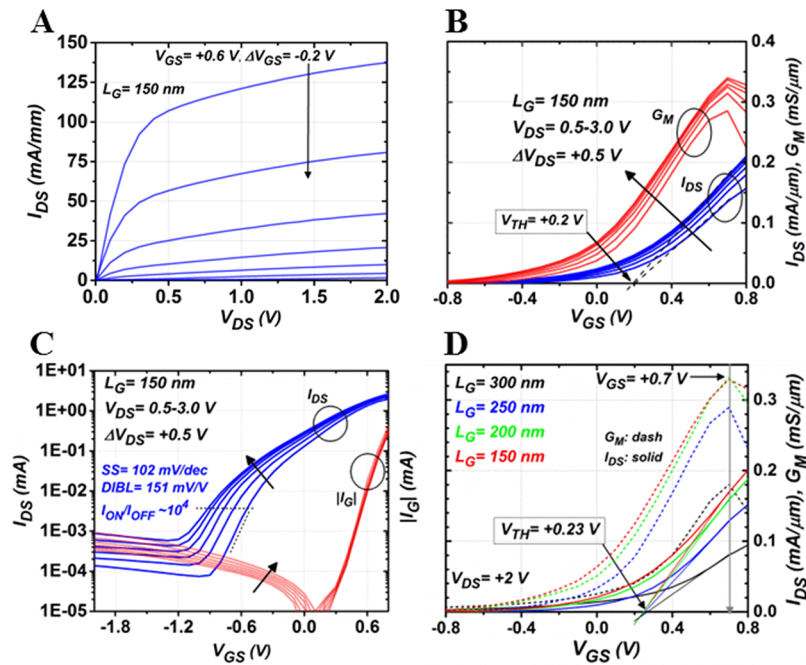 A
V_GS= +0.6 V, ΔV_GS= -0.2 V
L_G= 150 nm
I_DS (mA/mm)
150
125
100
75
50
25
0
0.0 0.5 1.0 1.5 2.0
V_DS (V)
B
L_G= 150 nm
V_DS= 0.5-3.0 V
ΔV_DS= +0.5 V
G_M
I_DS
V_TH= +0.2 V
0.4
0.3
0.2
0.1
0.0
I_DS (mA/μm), G_M (mS/μm)
-0.8 -0.4 0.0 0.4 0.8
V_GS (V)
C
L_G= 150 nm
V_DS= 0.5-3.0 V
ΔV_DS= +0.5 V
I_DS
SS= 102 mV/dec
DIBL= 151 mV/V
I_ON/I_OFF ~10^4
|I_G|
I_DS (mA)
1E+01
1E+00
1E-01
1E-02
1E-03
1E-04
1E-05
|I_G| (mA)
-1.8 -1.2 -0.6 0.0 0.6
V_GS (V)
D
L_G= 300 nm
L_G= 250 nm
L_G= 200 nm
L_G= 150 nm
V_GS= +0.7 V
G_M: dash
I_DS: solid
V_TH= +0.23 V
V_DS= +2 V
0.3
0.2
0.1
0.0
I_DS (mA/μm), G_M (mS/μm)
-0.8 -0.4 0.0 0.4 0.8
V_GS (V)